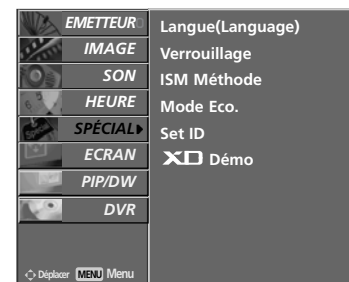 EMETTEUR
IMAGE
SON
HEURE
SPÉCIAL
ECRAN
PIP/DW
DVR
Déplacer MENU Menu
Langue(Language)
Verrouillage
ISM Méthode
Mode Eco.
Set ID
XD Démo